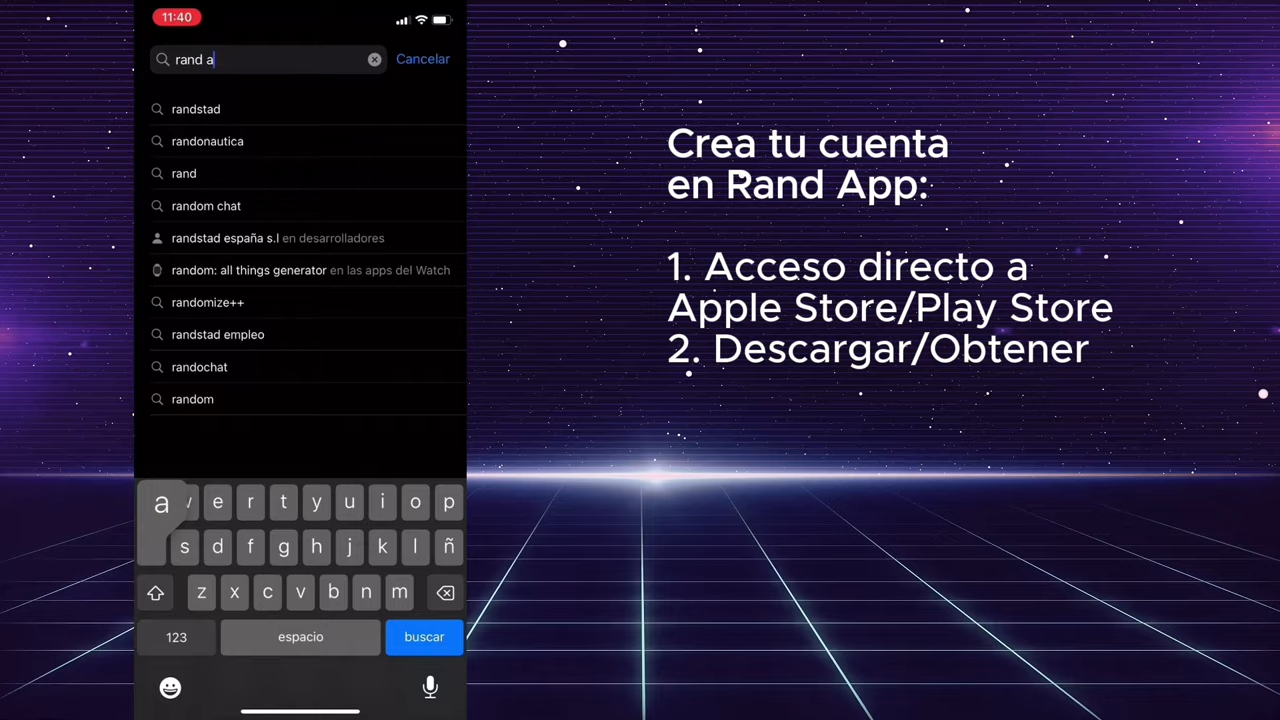 11:40
rand a
Cancelar
randstad
randonautica
rand
random chat
randstad españa s.l en desarrolladores
random: all things generator en las apps del Watch
randomize++
randstad empleo
randochat
random
a e r t y u i o p
s d f g h j k l ñ
z x c v b n m
123 espacio buscar
Crea tu cuenta
en Rand App:
1. Acceso directo a
Apple Store/Play Store
2. Descargar/Obtener